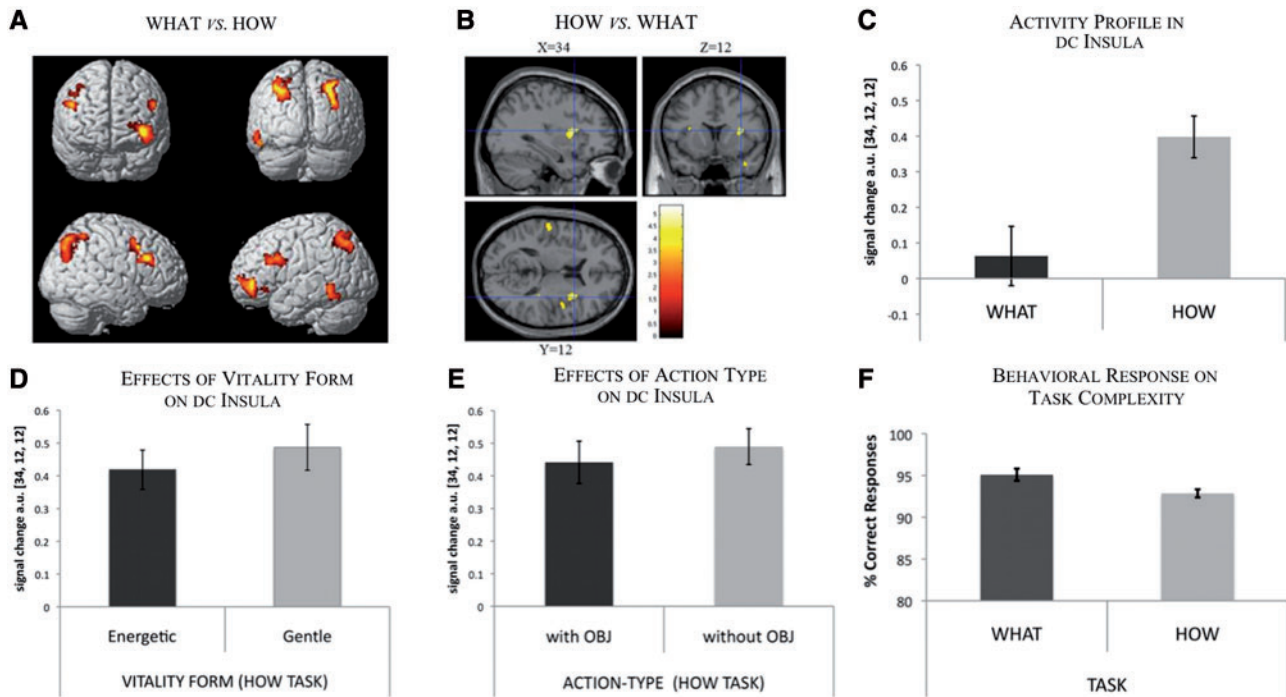 A
WHAT vs. HOW
B
HOW vs. WHAT
X=34
Z=12
Y=12
5
4.5
4
3.5
3
2.5
2
1.5
1
0.5
0
C
ACTIVITY PROFILE IN
DC INSULA
signal change a.u. [34, 12, 12]
0.6
0.5
0.4
0.3
0.2
0.1
0
-0.1
WHAT
HOW
D
EFFECTS OF VITALITY FORM
ON DC INSULA
signal change a.u. [34, 12, 12]
0.6
0.5
0.4
0.3
0.2
0.1
0
Energetic
Gentle
VITALITY FORM (HOW TASK)
E
EFFECTS OF ACTION TYPE
ON DC INSULA
signal change a.u. [34, 12, 12]
0.6
0.5
0.4
0.3
0.2
0.1
0
with OBJ
without OBJ
ACTION-TYPE (HOW TASK)
F
BEHAVIORAL RESPONSE ON
TASK COMPLEXITY
% Correct Responses
100
95
90
85
80
WHAT
HOW
TASK